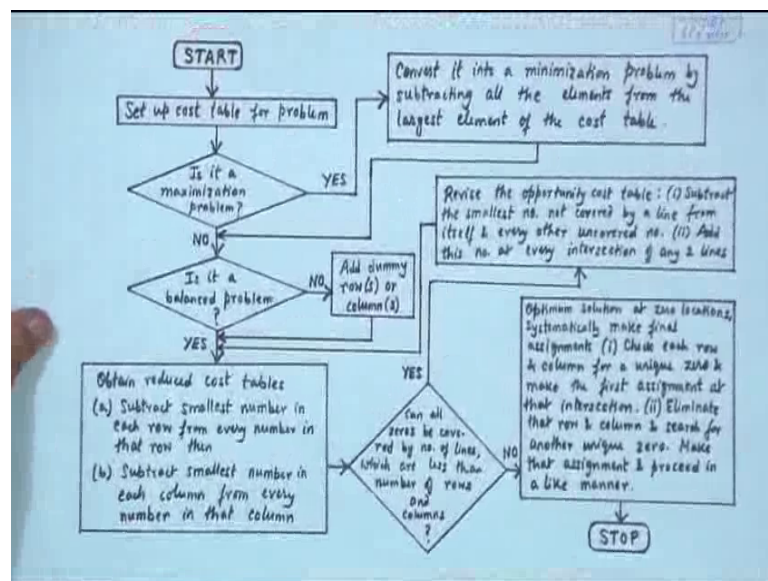 START
Set up cost table for problem
Is it a
maximization
problem?
YES
Convert it into a minimization problem by
subtracting all the elements from the
largest element of the cost table.
NO
Is it a
balanced problem
?
NO
Add dummy
row(s) or
column(s)
YES
Obtain reduced cost tables
(a) Subtract smallest number in
each row from every number in
that row then
(b) Subtract smallest number in
each column from every
number in that column
Can all
zeros be cove-
red by no. of lines,
which are less than
number of rows
and
columns
?
YES
Revise the opportunity cost table : (i) Subtract
the smallest no. not covered by a line from
itself & every other uncovered no. (ii) Add
this no. at every intersection of any 2 lines
NO
Optimum solution at zero locations,
systematically make final
assignments (i) Check each row
& column for a unique zero &
make the first assignment at
that intersection. (ii) Eliminate
that row & column & search for
another unique zero. Make
that assignment & proceed in
a like manner.
STOP